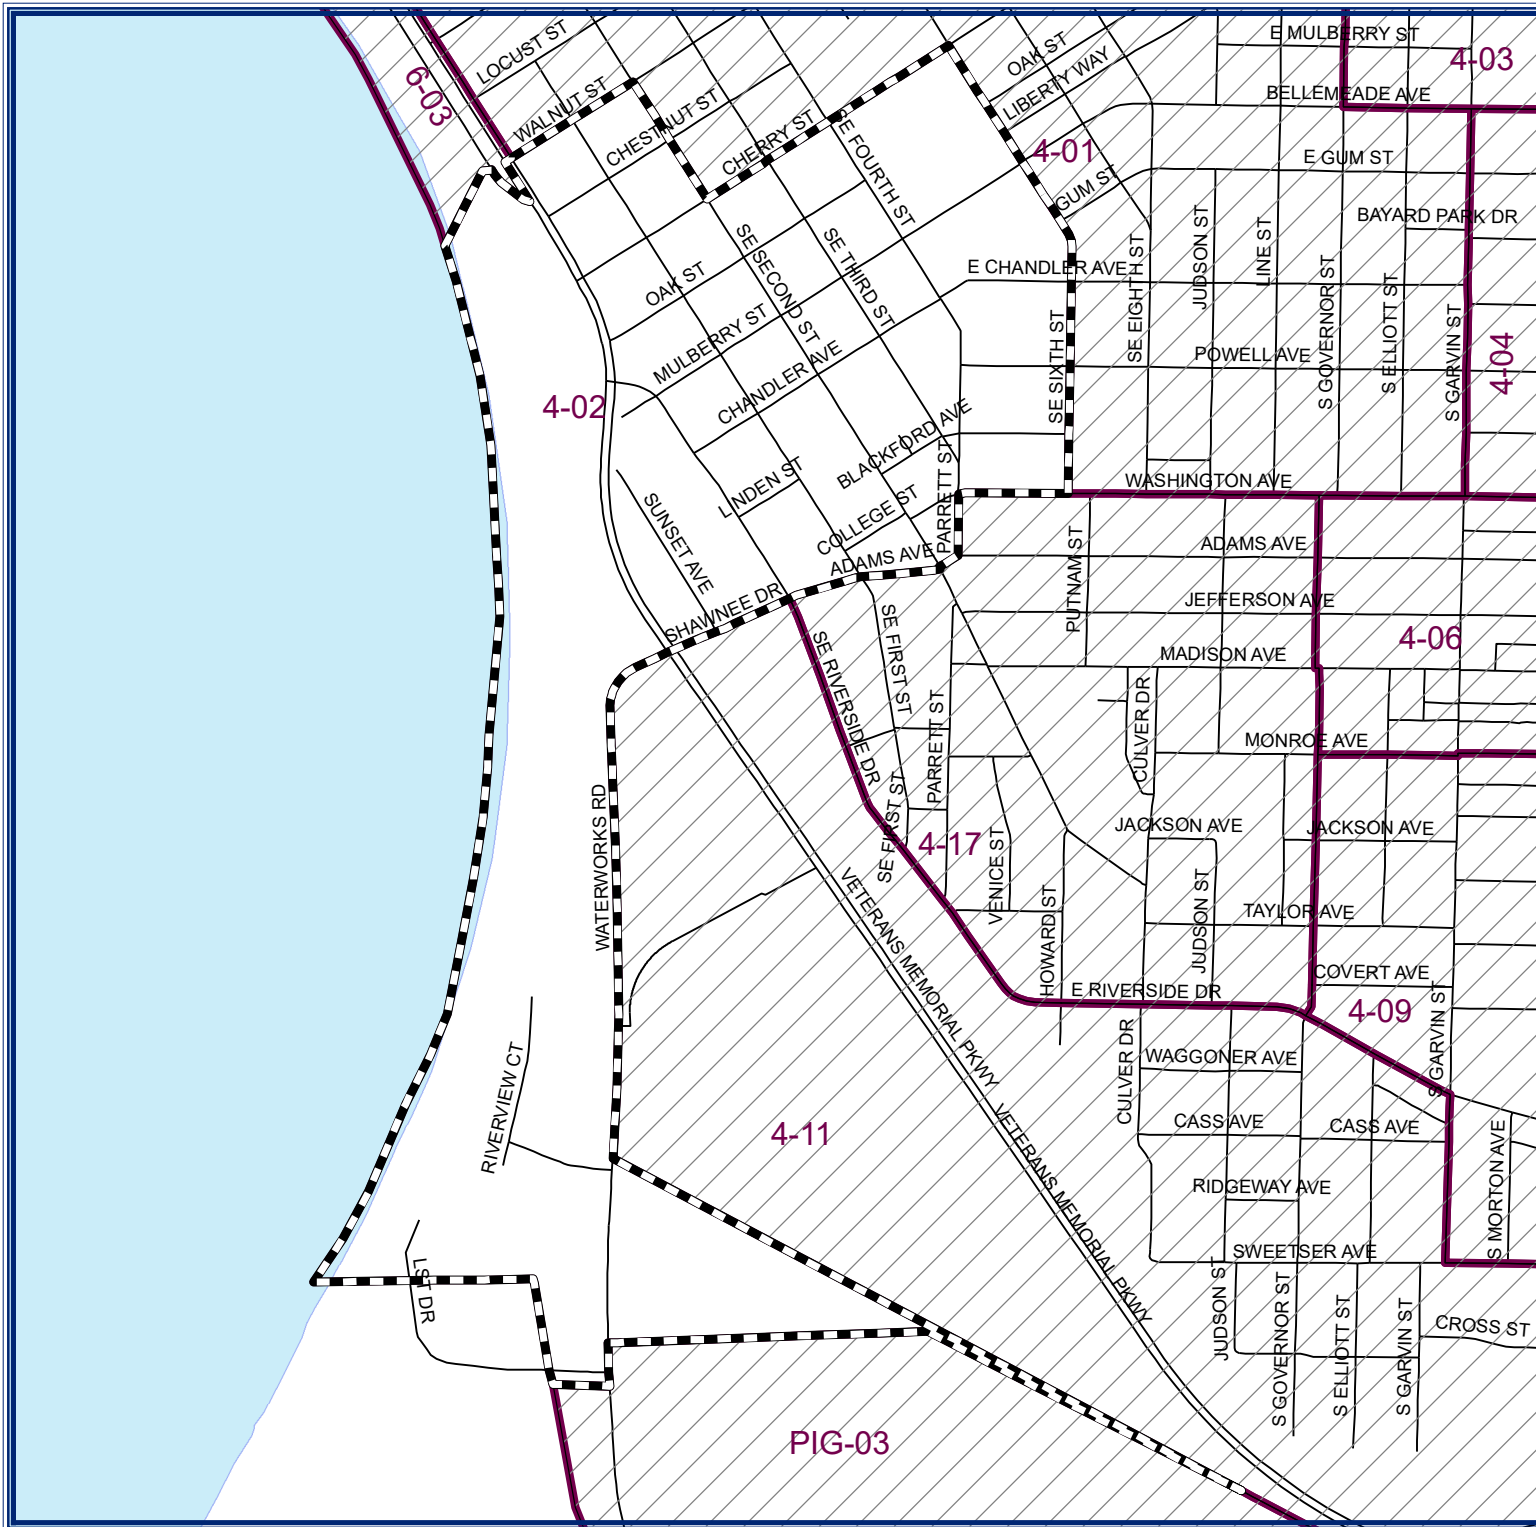 E MULBERRY ST
LOCUST ST
OAK ST
4-03
6-03
WALNUT ST
LIBERTY WAY
BELLEMEADE AVE
CHESTNUT ST
CHERRY ST
SE FOURTH ST
4-01
E GUM ST
GUM ST
BAYARD PARK DR
JUDSON ST
LINE ST
SE SECOND ST
SE THIRD ST
E CHANDLER AVE
SE EIGHTH ST
OAK ST
S GOVERNOR ST
S ELLIOTT ST
MULBERRY ST
SE SIXTH ST
S GARVIN ST
4-04
CHANDLER AVE
POWELL AVE
4-02
BLACKFORD AVE
LINDEN ST
PARRETT ST
WASHINGTON AVE
SUNSET AVE
COLLEGE ST
ADAMS AVE
PUTNAM ST
ADAMS AVE
SHAWNEE DR
JEFFERSON AVE
SE FIRST ST
SE RIVERSIDE DR
4-06
MADISON AVE
PARRETT ST
CULVER DR
MONROE AVE
WATERWORKS RD
SE FIRST ST
4-17
VENICE ST
JACKSON AVE
JACKSON AVE
VETERANS MEMORIAL PKWY
HOWARD ST
JUDSON ST
TAYLOR AVE
COVERT AVE
E RIVERSIDE DR
4-09
S GARVIN ST
RIVERVIEW CT
CULVER DR
WAGGONER AVE
4-11
CASS AVE
CASS AVE
VETERANS MEMORIAL PKWY
S MORTON AVE
RIDGEWAY AVE
LST DR
SWEETSER AVE
JUDSON ST
S GOVERNOR ST
S ELLIOTT ST
S GARVIN ST
CROSS ST
PIG-03